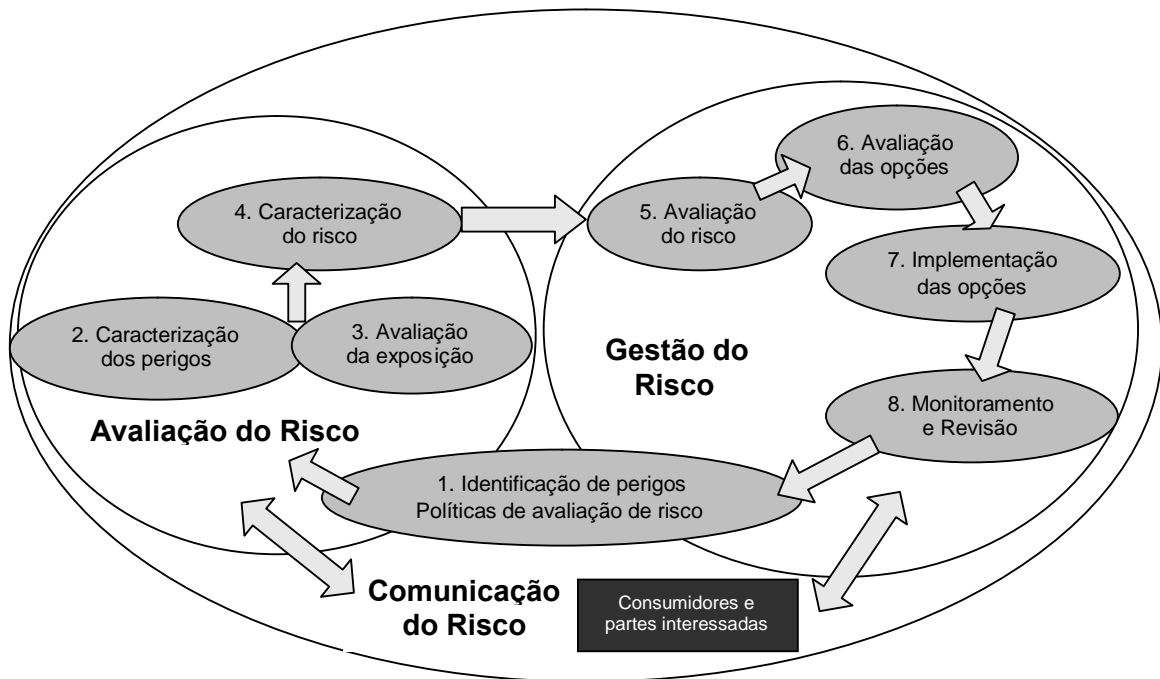 6. Avaliação
das opções
4. Caracterização
do risco
5. Avaliação
do risco
7. Implementação
das opções
2. Caracterização
dos perigos
3. Avaliação
da exposição
Gestão do
Risco
8. Monitoramento
e Revisão
Avaliação do Risco
1. Identificação de perigos
Políticas de avaliação de risco
Comunicação
do Risco
Consumidores e
partes interessadas